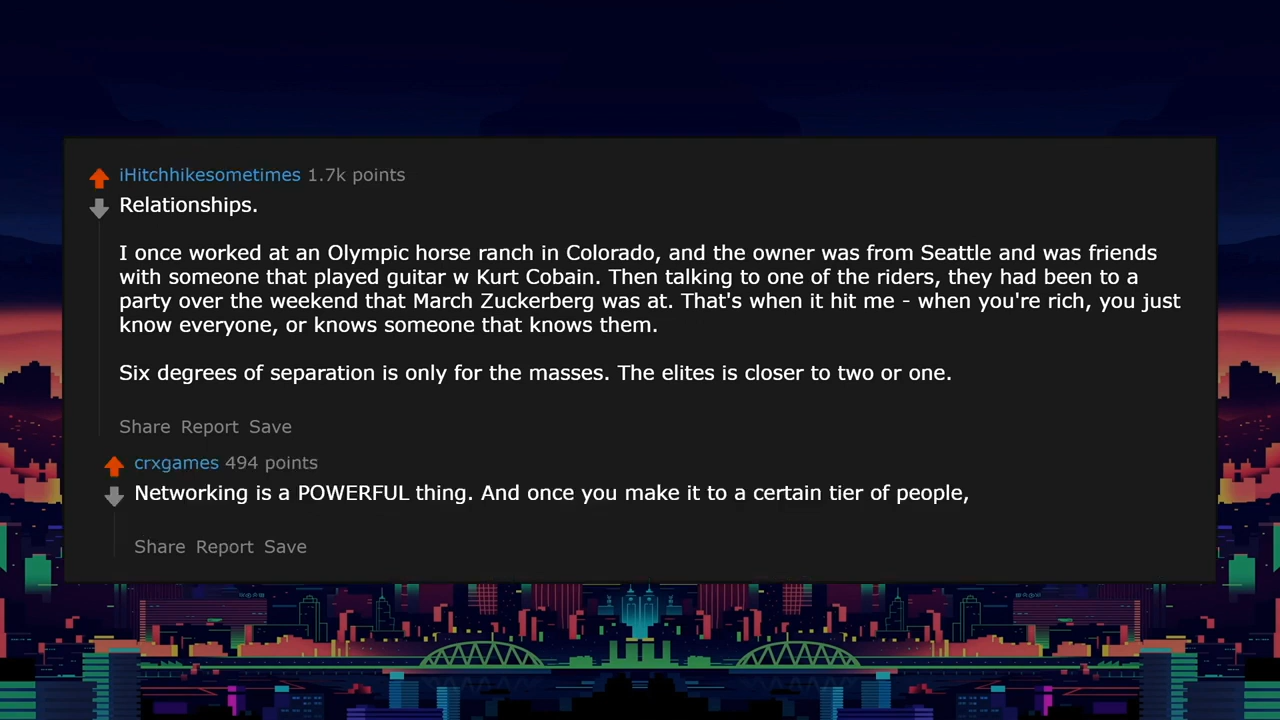 iHitchhikesometimes 1.7k points
Relationships.
I once worked at an Olympic horse ranch in Colorado, and the owner was from Seattle and was friends
with someone that played guitar w Kurt Cobain. Then talking to one of the riders, they had been to a
party over the weekend that March Zuckerberg was at. That's when it hit me - when you're rich, you just
know everyone, or knows someone that knows them.
Six degrees of separation is only for the masses. The elites is closer to two or one.
Share Report Save
crxgames 494 points
Networking is a POWERFUL thing. And once you make it to a certain tier of people,
Share Report Save